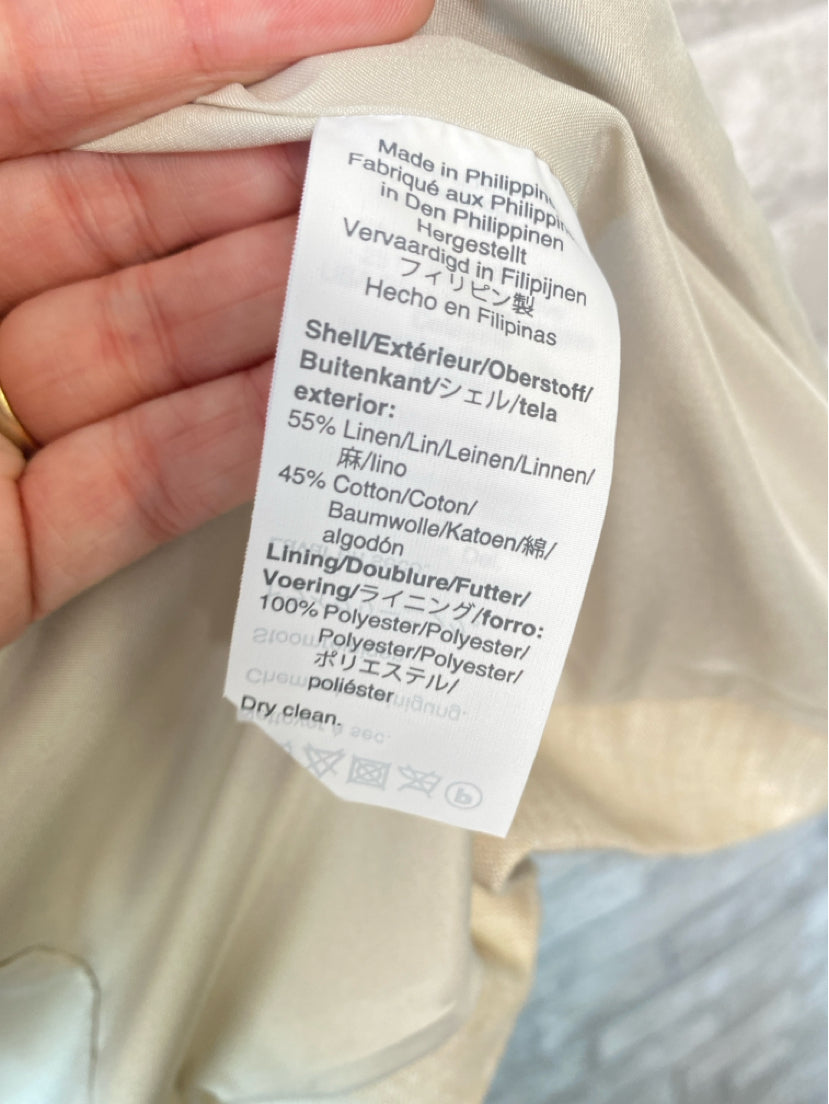 Made in Philippin
Fabriqué aux Philippin
in Den Philippinen
Hergestellt
Vervaardigd in Filipijnen
フィリピン製
Hecho en Filipinas
Shell/Extérieur/Oberstoff/
Buitenkant/シェル/tela
exterior:
55% Linen/Lin/Leinen/Linnen/
麻/lino
45% Cotton/Coton/
Baumwolle/Katoen/綿/
algodón
Lining/Doublure/Futter/
Voering/ライニング/forro:
100% Polyester/Polyester/
Polyester/Polyester/
ポリエステル/
poliéster
Dry clean.